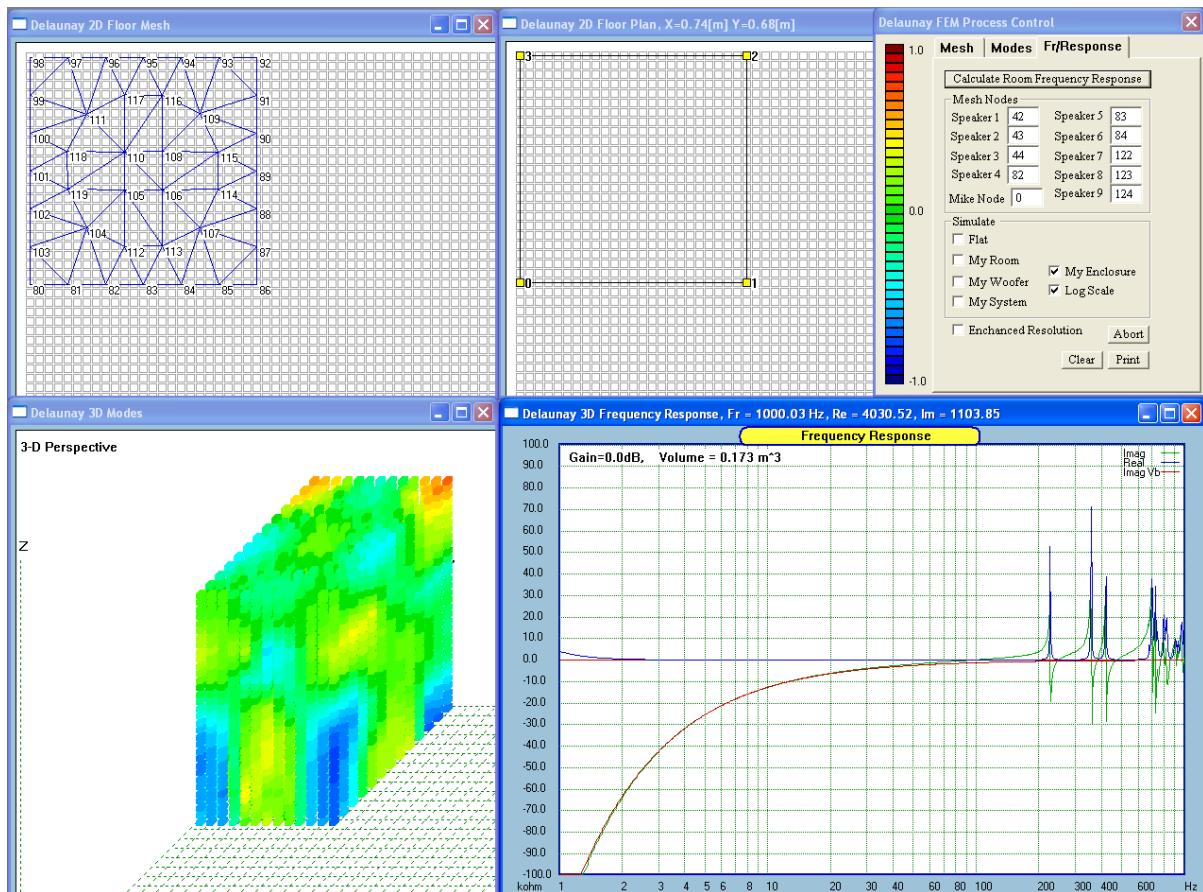 Delaunay 2D Floor Mesh
98 97 96 95 94 93 92
99 117 116 91
111 109
100 90
118 110 108 115
101 89
119 105 106 114
102 88
104 107
103 112 113 87
80 81 82 83 84 85 86
Delaunay 2D Floor Plan, X=0.74[m] Y=0.68[m]
3 2
0 1
Delaunay FEM Process Control
1.0
0.0
-1.0
Mesh Modes Fr/Response
Calculate Room Frequency Response
Mesh Nodes
Speaker 1 42 Speaker 5 83
Speaker 2 43 Speaker 6 84
Speaker 3 44 Speaker 7 122
Speaker 4 82 Speaker 8 123
Mike Node 0 Speaker 9 124
Simulate
Flat
My Room
My Woofer
My System
My Enclosure
Log Scale
Enchanced Resolution
Abort
Clear Print
Delaunay 3D Modes
3-D Perspective
Z
Delaunay 3D Frequency Response, Fr = 1000.03 Hz, Re = 4030.52, Im = 1103.85
Frequency Response
Gain=0.0dB, Volume = 0.173 m^3
Imag
Real
Imag Vb
100.0
90.0
80.0
70.0
60.0
50.0
40.0
30.0
20.0
10.0
0.0
-10.0
-20.0
-30.0
-40.0
-50.0
-60.0
-70.0
-80.0
-90.0
-100.0
kohm 1 2 3 4 5 6 8 10 20 30 40 60 80 100 200 300 400 600